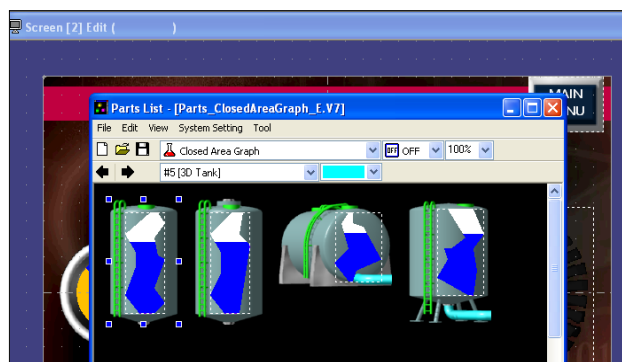 Screen [2] Edit ( )
MAIN
NU
Parts List - [Parts_ClosedAreaGraph_E.V7]
File Edit View System Setting Tool
Closed Area Graph OFF OFF 100%
#5 [3D Tank]